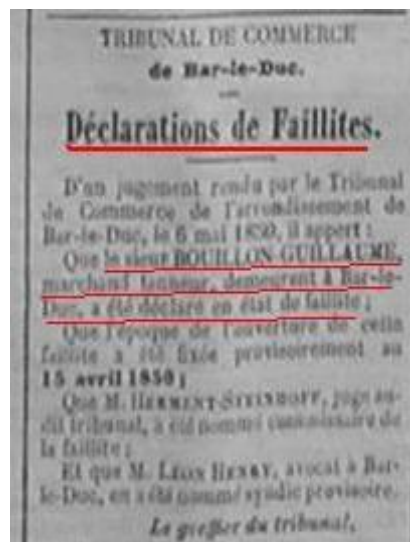 TRIBUNAL DE COMMERCE
de Bar-le-Duc.
Déclarations de Faillites.
D'un jugement rendu par le Tribunal
de Commerce de l'arrondissement de
Bar-le-Duc, le 6 mai 1850, il appert :
Que le sieur BOUILLON-GUILLAUME,
marchand tanneur, demeurant à Bar-le-
Duc, a été déclaré en état de faillite ;
Que l'époque de l'ouverture de cette
faillite a été fixée provisoirement au
15 avril 1850 ;
Que M. HERMENT-STEINHOFF, juge au-
dit tribunal, a été nommé commissaire de
la faillite ;
Et que M. LÉON HENRY, avocat à Bar-
le-Duc, en a été nommé syndic provisoire.
Le greffier du tribunal,